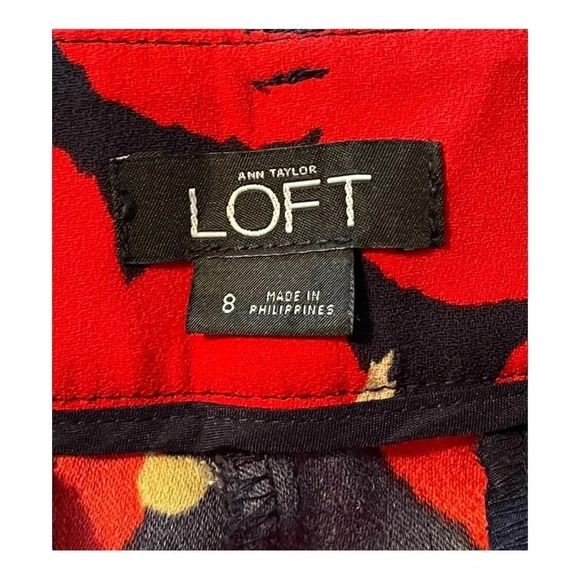 ANN TAYLOR
LOFT
8
MADE IN
PHILIPPINES